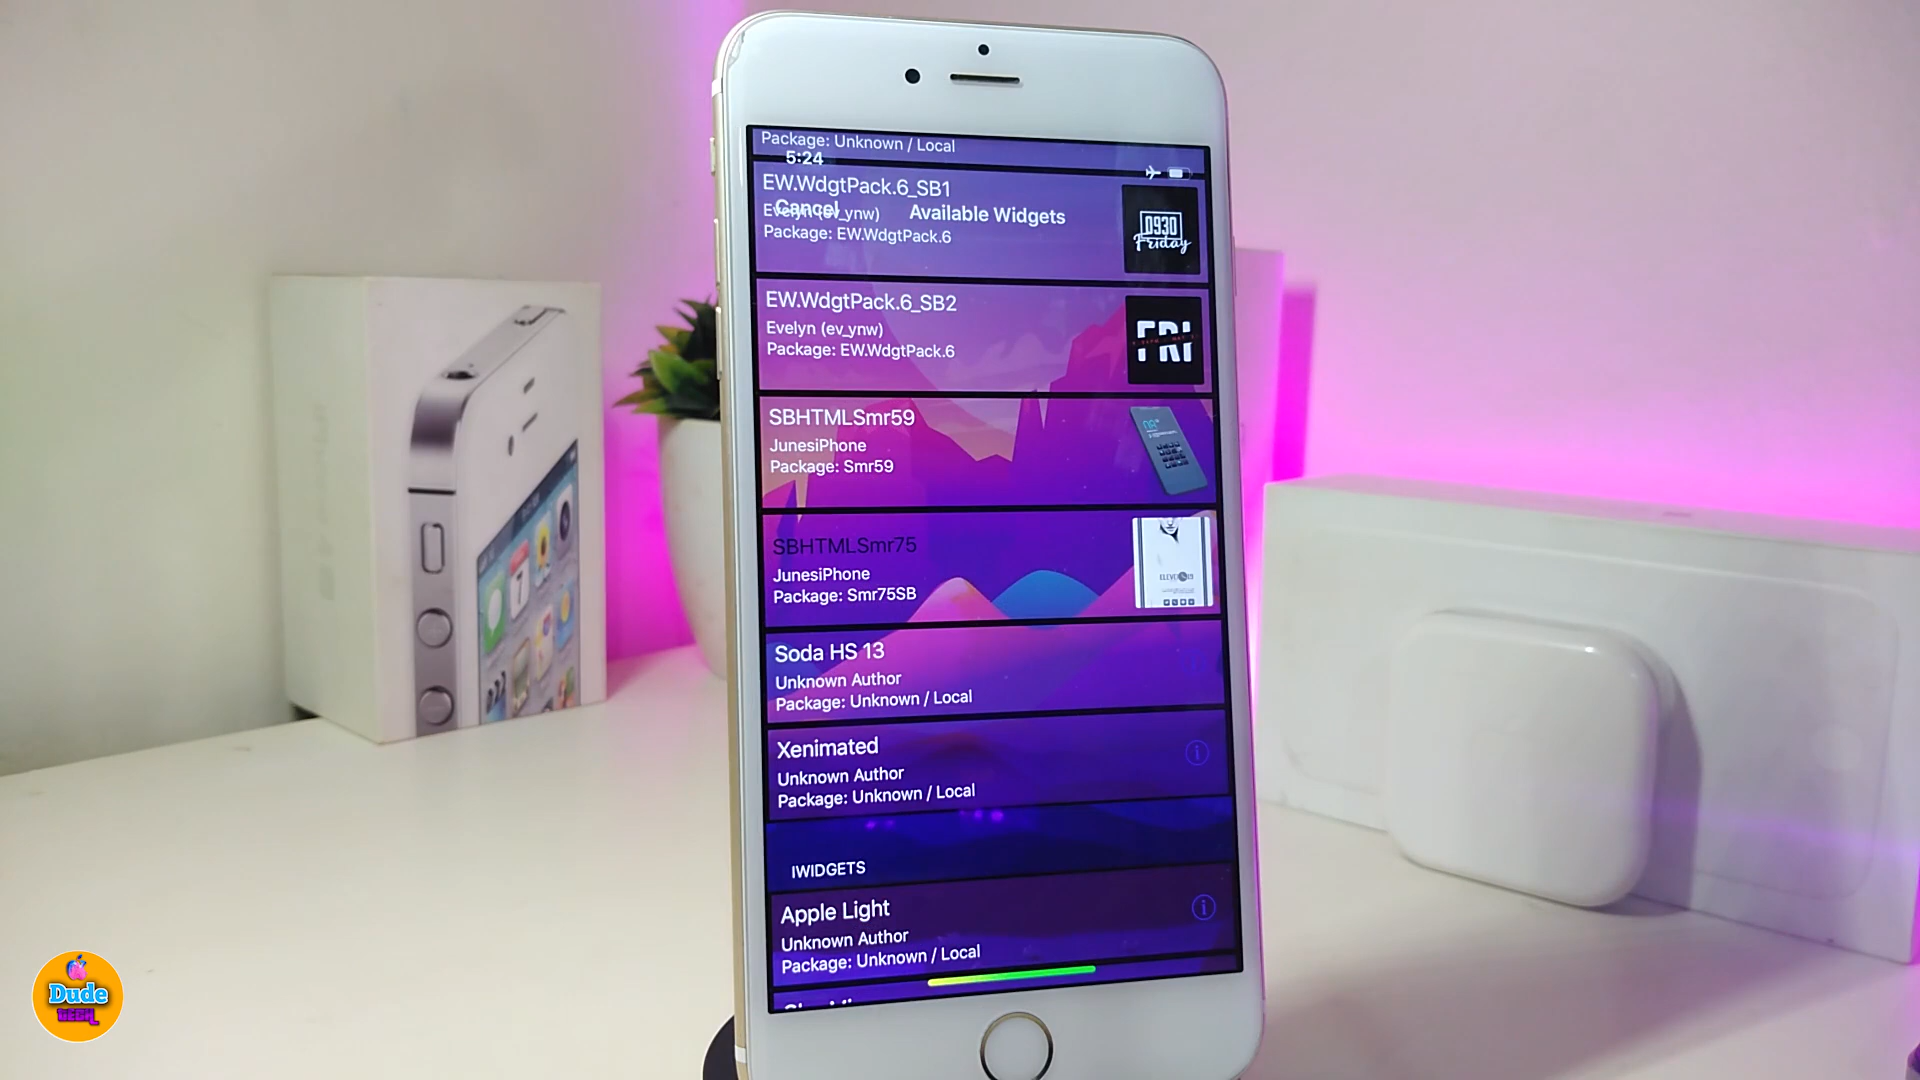 Package: Unknown / Local
5:24
EW.WdgtPack.6_SB1
Cancel
Available Widgets
Evelyn (ev_ynw)
Package: EW.WdgtPack.6
0930
Friday
EW.WdgtPack.6_SB2
Evelyn (ev_ynw)
Package: EW.WdgtPack.6
FRI
SBHTMLSmr59
JunesiPhone
Package: Smr59
SBHTMLSmr75
JunesiPhone
Package: Smr75SB
Soda HS 13
Unknown Author
Package: Unknown / Local
Xenimated
Unknown Author
Package: Unknown / Local
IWIDGETS
Apple Light
Unknown Author
Package: Unknown / Local
Dude
TECH